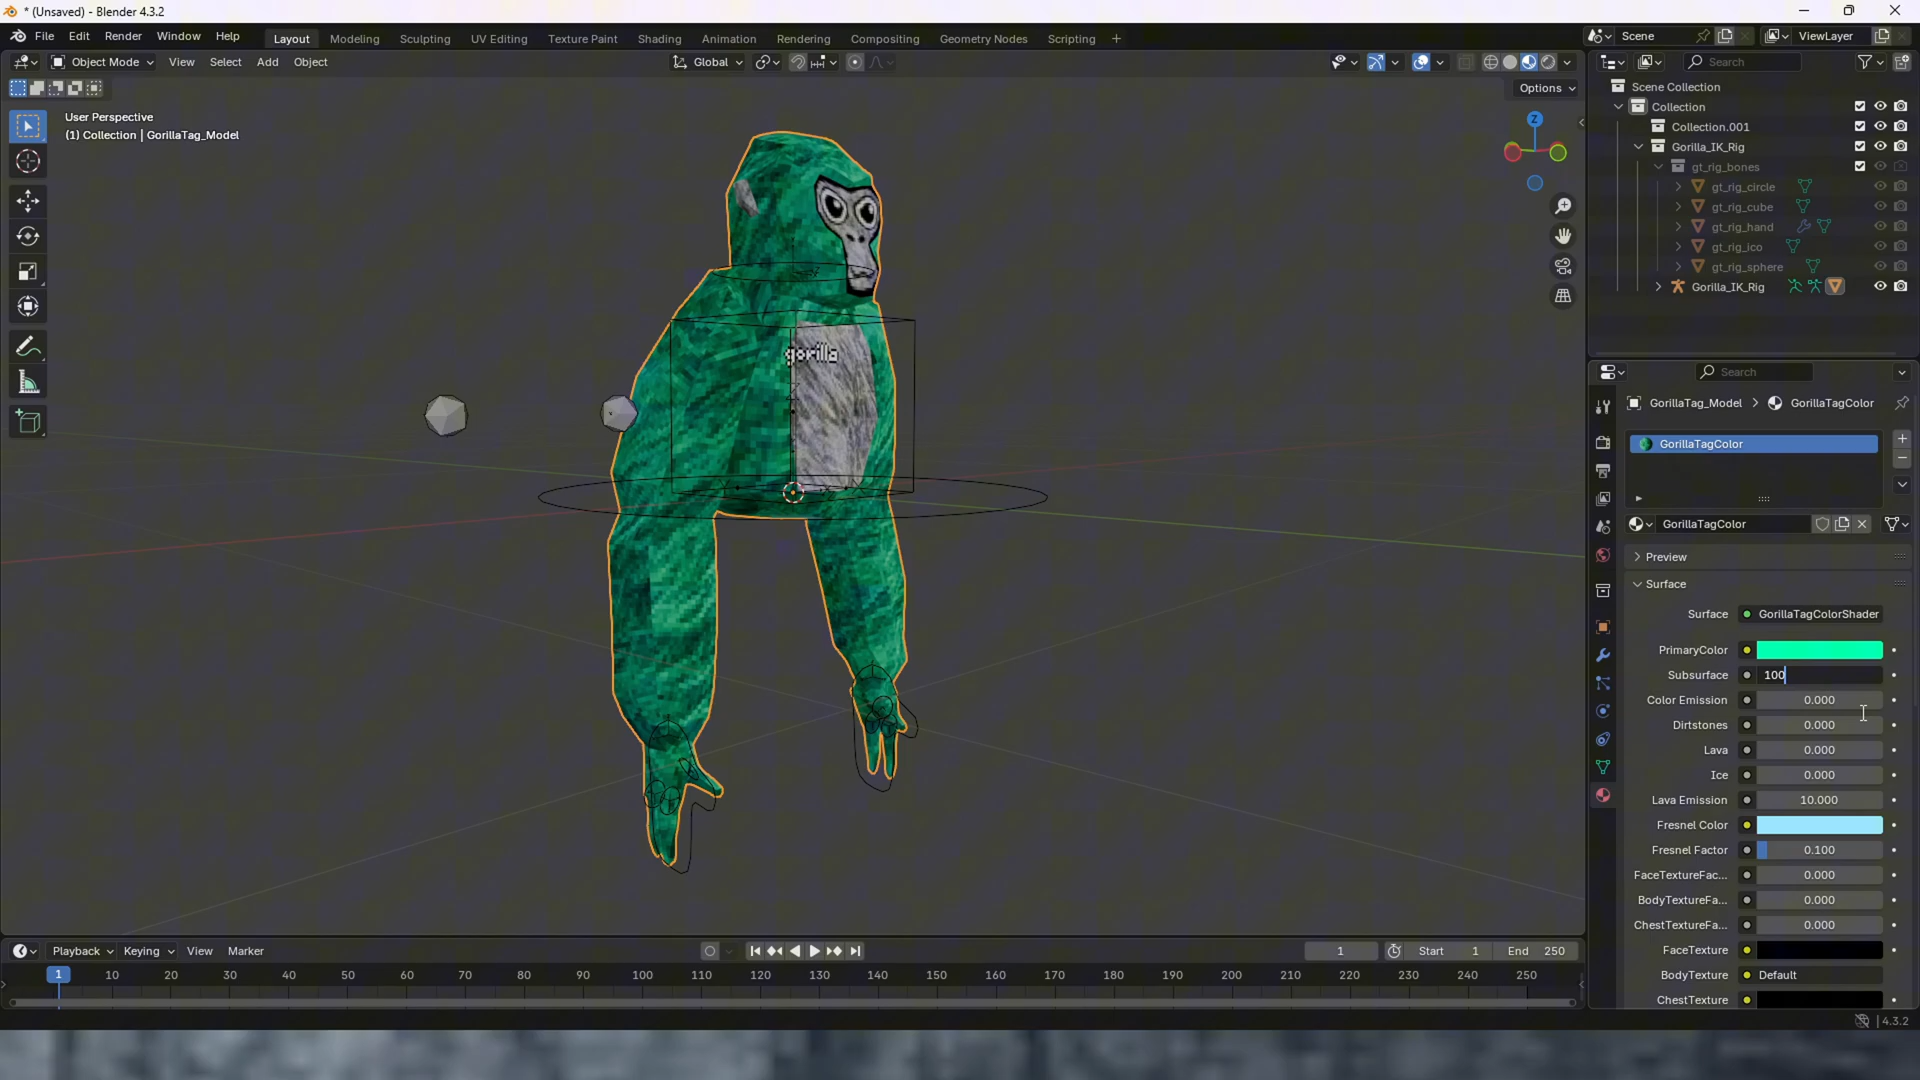 * (Unsaved) - Blender 4.3.2
File Edit Render Window Help
Layout Modeling Sculpting UV Editing Texture Paint Shading Animation Rendering Compositing Geometry Nodes Scripting +
Scene
ViewLayer
Object Mode View Select Add Object
Global
Search
Options
User Perspective
(1) Collection | GorillaTag_Model
Z
gorilla
Scene Collection
Collection
Collection.001
Gorilla_IK_Rig
gt_rig_bones
gt_rig_circle
gt_rig_cube
gt_rig_hand
gt_rig_ico
gt_rig_sphere
Gorilla_IK_Rig
Search
GorillaTag_Model > GorillaTagColor
GorillaTagColor
GorillaTagColor
Preview
Surface
Surface GorillaTagColorShader
PrimaryColor
Subsurface 100
Color Emission 0.000
Dirtstones 0.000
Lava 0.000
Ice 0.000
Lava Emission 10.000
Fresnel Color
Fresnel Factor 0.100
FaceTextureFac... 0.000
BodyTextureFa... 0.000
ChestTextureFa... 0.000
FaceTexture
BodyTexture Default
ChestTexture
Playback Keying View Marker
1 Start 1 End 250
1 10 20 30 40 50 60 70 80 90 100 110 120 130 140 150 160 170 180 190 200 210 220 230 240 250
4.3.2